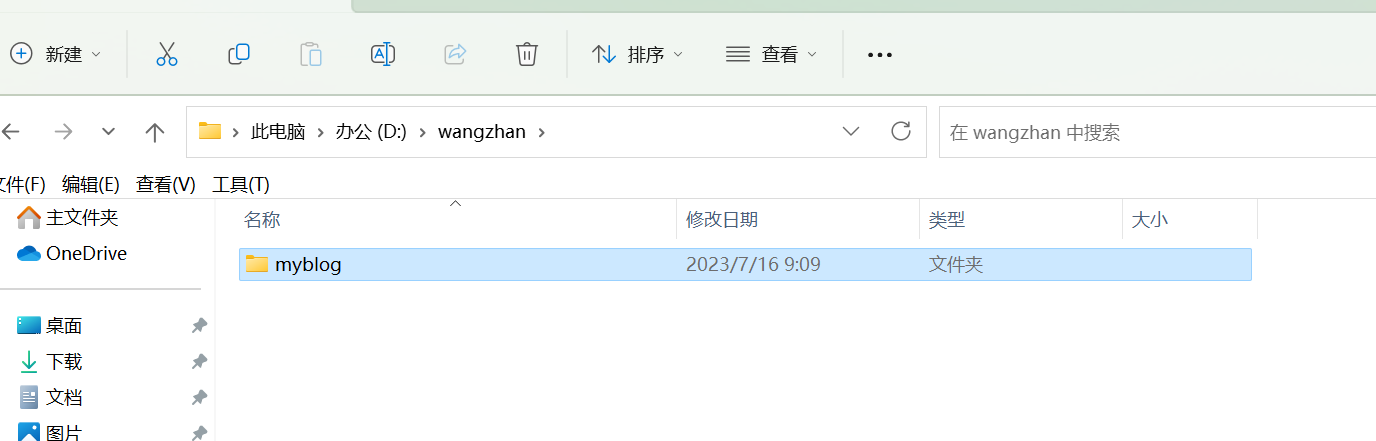 新建 排序 查看
此电脑 办公 (D:) wangzhan 在 wangzhan 中搜索
文件(F) 编辑(E) 查看(V) 工具(T)
主文件夹 名称 修改日期 类型 大小
OneDrive myblog 2023/7/16 9:09 文件夹
桌面
下载
文档
图片